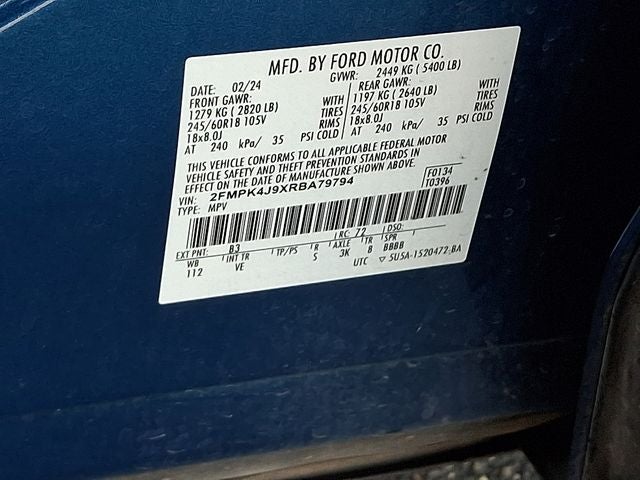 MFD. BY FORD MOTOR CO.
DATE: 02/24 GVWR: 2449 KG ( 5400 LB)
FRONT GAWR: REAR GAWR:
1279 KG ( 2820 LB) WITH 1197 KG ( 2640 LB) WITH
245/60R18 105V TIRES 245/60R18 105V TIRES
18x8.0J RIMS 18x8.0J RIMS
AT 240 kPa/ 35 PSI COLD AT 240 kPa/ 35 PSI COLD
THIS VEHICLE CONFORMS TO ALL APPLICABLE FEDERAL MOTOR
VEHICLE SAFETY AND THEFT PREVENTION STANDARDS IN
EFFECT ON THE DATE OF MANUFACTURE SHOWN ABOVE.
VIN: 2FMPK4J9XRBA79794 F0134
TYPE: MPV T0396
EXT PNT: B3 RC: 72 DSO:
WB INT TR TP/PS R AXLE TR SPR
112 VE S 3K 8 BBBB
UTC ▽ 5U5A-1520472-BA